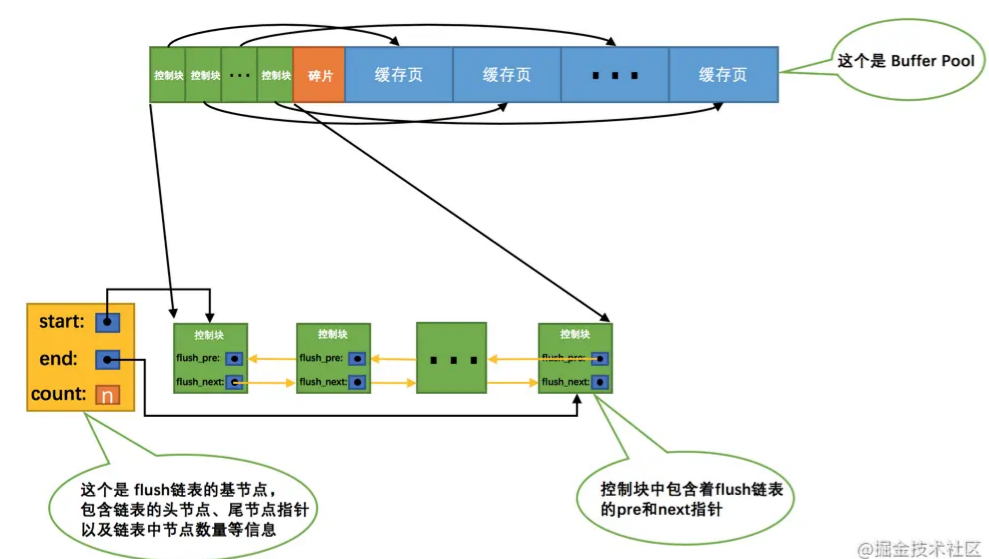 控制块 控制块 ··· 控制块 碎片 缓存页 缓存页 ··· 缓存页
这个是 Buffer Pool
start:
end:
count: n
控制块
flush_pre:
flush_next:
控制块
flush_pre:
flush_next:
···
控制块
flush_pre:
flush_next:
这个是 flush链表的基节点，
包含链表的头节点、尾节点指针
以及链表中节点数量等信息
控制块中包含着flush链表
的pre和next指针
@掘金技术社区